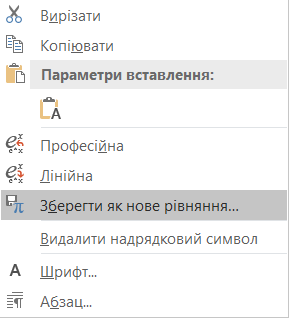 Вирізати
Копіювати
Параметри вставлення:
Професійна
Лінійна
Зберегти як нове рівняння...
Видалити надрядковий символ
Шрифт...
Абзац...